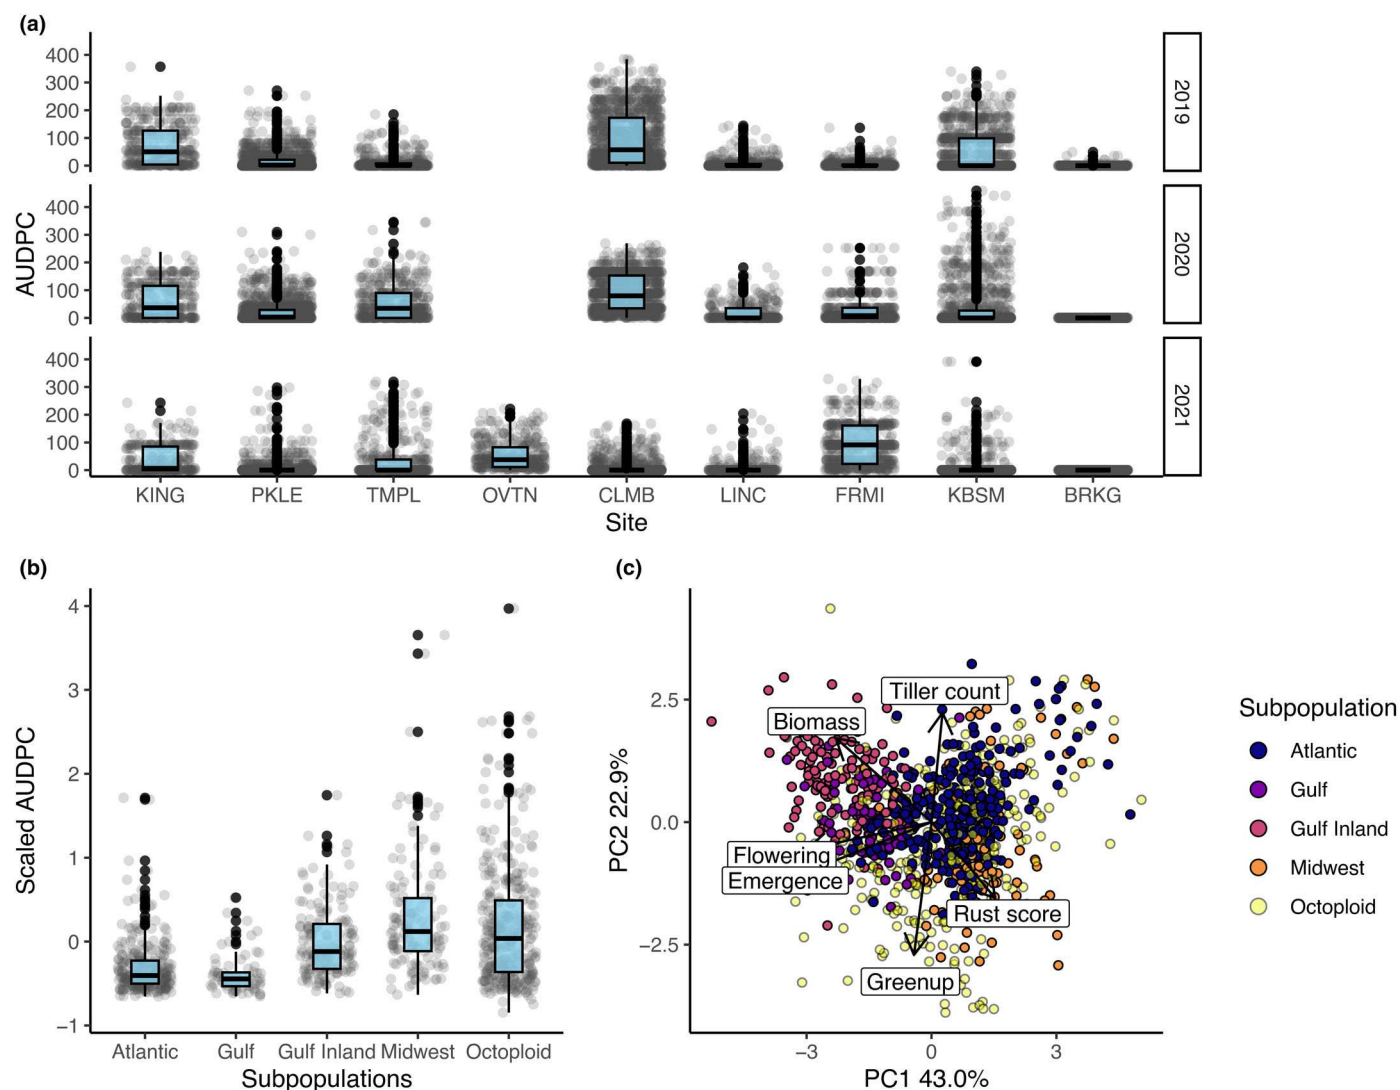 (a)
AUDPC
400
300
200
100
0
2019
400
300
200
100
0
2020
400
300
200
100
0
2021
KING PKLE TMPL OVTN CLMB LINC FRMI KBSM BRKG
Site
(b)
Scaled AUDPC
4
3
2
1
0
−1
Atlantic Gulf Gulf Inland Midwest Octoploid
Subpopulations
(c)
PC2 22.9%
2.5
0.0
−2.5
Tiller count
Biomass
Flowering
Emergence
Rust score
Greenup
−3 0 3
PC1 43.0%
Subpopulation
Atlantic
Gulf
Gulf Inland
Midwest
Octoploid